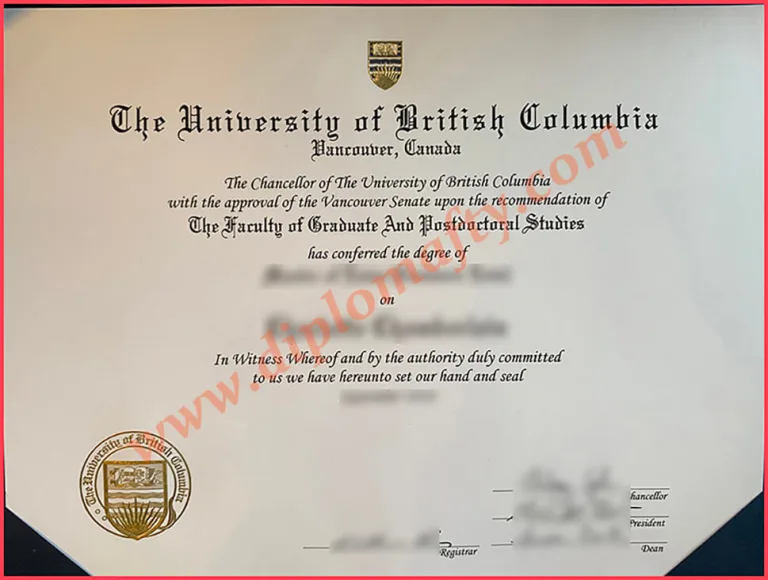 The University of British Columbia
Vancouver, Canada
The Chancellor of The University of British Columbia
with the approval of the Vancouver Senate upon the recommendation of
The Faculty of Graduate And Postdoctoral Studies
has conferred the degree of
on
In Witness Whereof and by the authority duly committed
to us we have hereunto set our hand and seal
www.diplomafty.com
The University of British Columbia
hancellor
President
Registrar
Dean